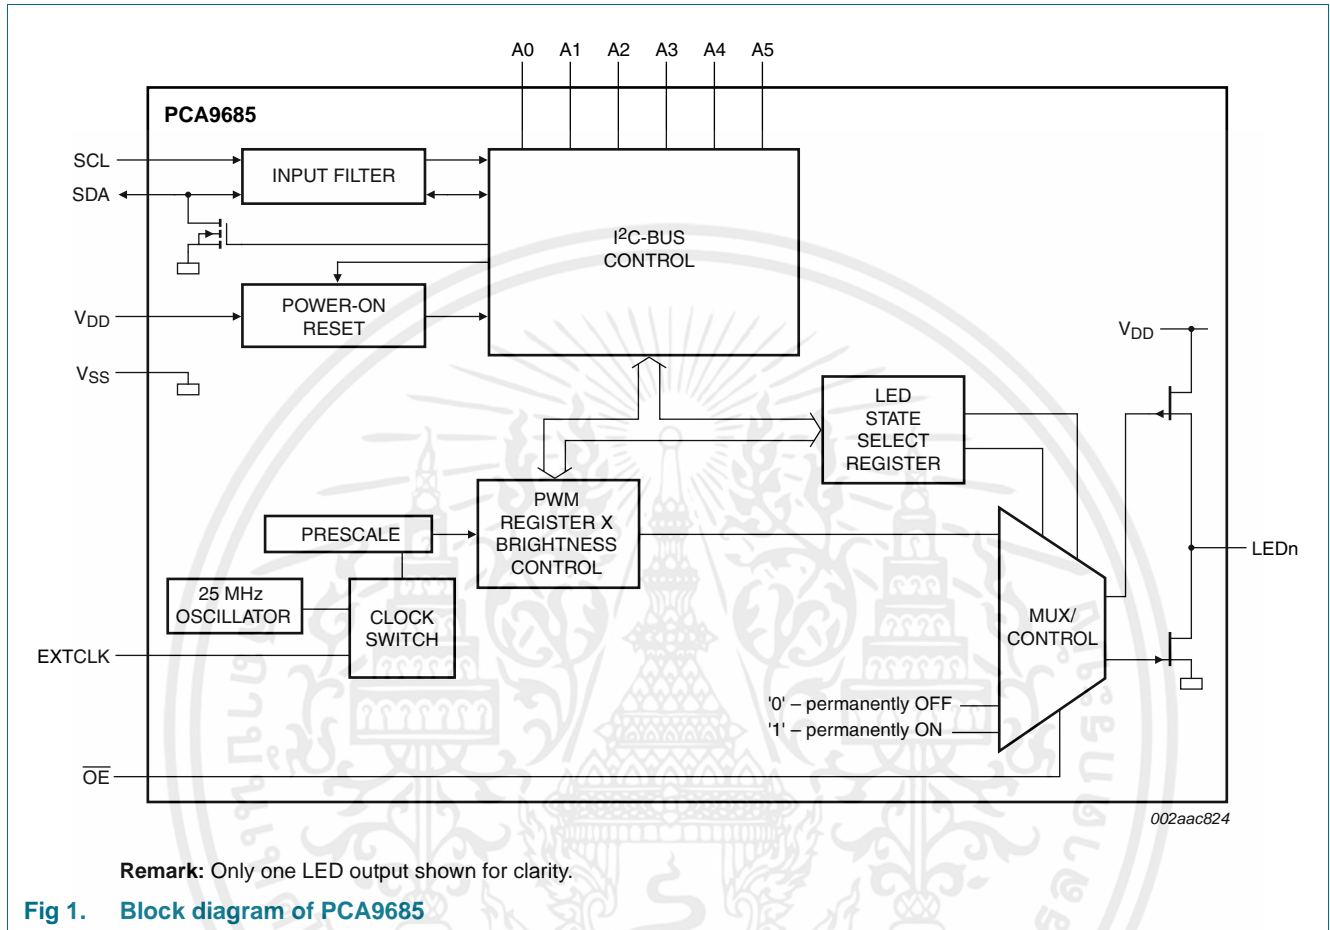 A0 A1 A2 A3 A4 A5
PCA9685
SCL
INPUT FILTER
SDA
I²C-BUS
CONTROL
POWER-ON
RESET
VDD
VSS
VDD
LED
STATE
SELECT
REGISTER
PWM
REGISTER X
BRIGHTNESS
CONTROL
PRESCALE
25 MHz
OSCILLATOR
CLOCK
SWITCH
EXTCLK
MUX/
CONTROL
LEDn
'0' – permanently OFF
'1' – permanently ON
OE
002aac824
Remark: Only one LED output shown for clarity.
Fig 1. Block diagram of PCA9685